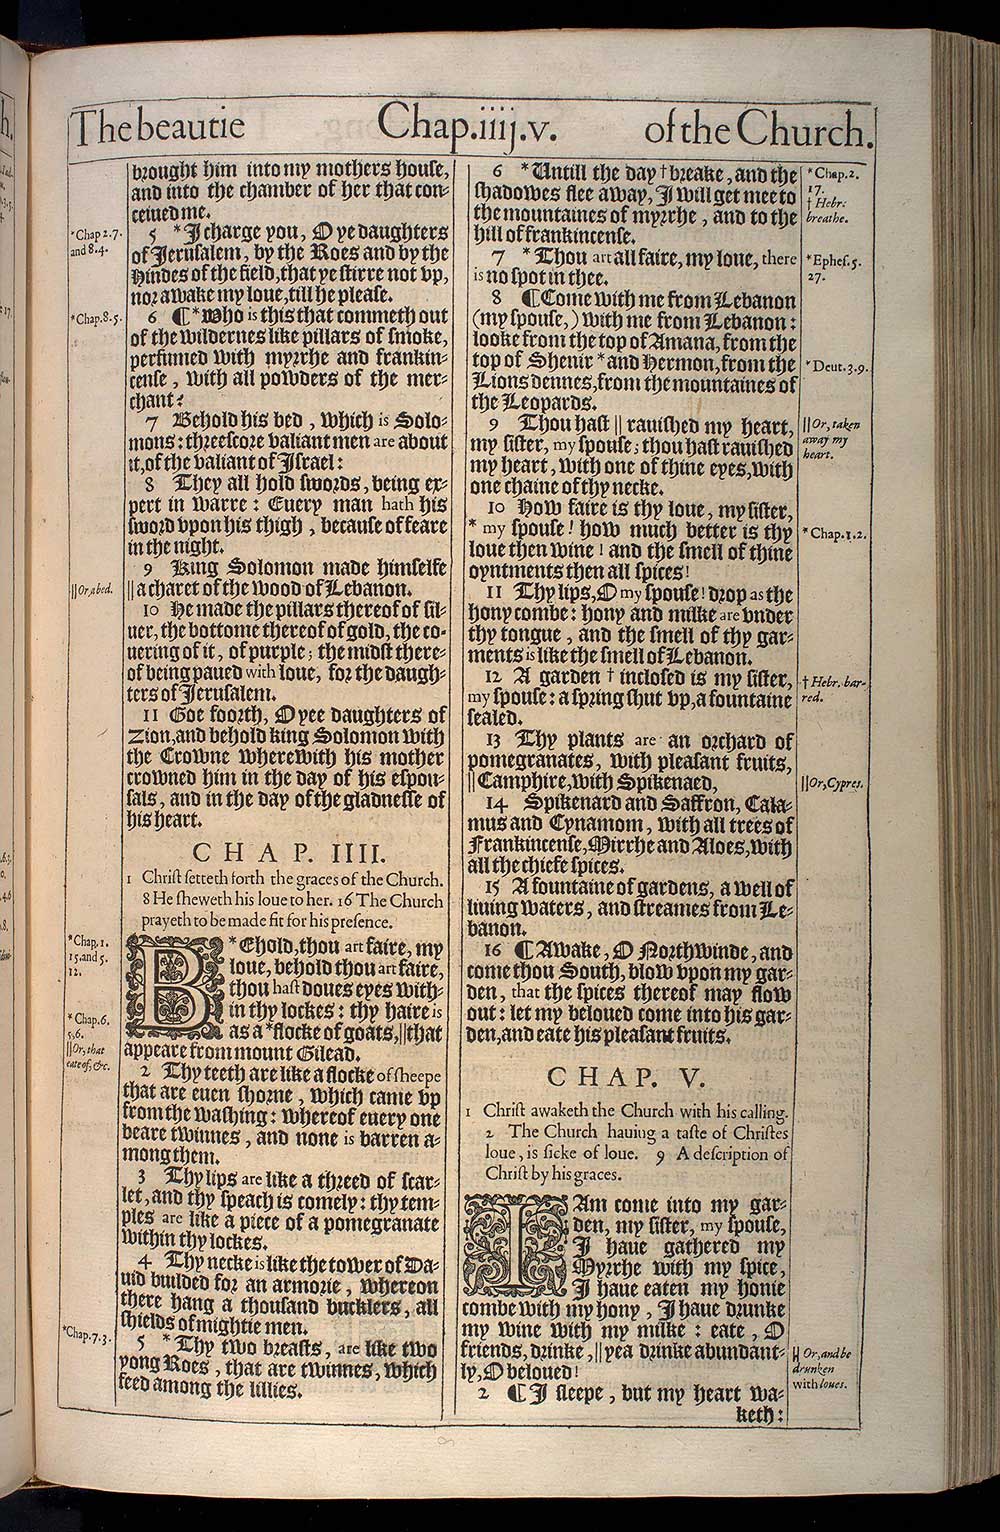 The beautie Chap.iiij.v. of the Church.
brought him into my mothers house,
and into the chamber of her that con-
ceiued me.
*Chap 2.7.
and 8.4.
5 *I charge you, O ye daughters
of Ierusalem, by the Roes and by the
Hindes of the field, that ye stirre not vp,
nor awake my loue, till he please.
*Chap.8.5.
6 ¶*Who is this that commeth out
of the wildernes like pillars of smoke,
perfumed with myrrhe and frankin-
cense, with all powders of the mer-
chant?
7 Behold his bed, which is Solo-
mons: threescore valiant men are about
it, of the valiant of Israel:
8 They all hold swords, being ex-
pert in warre: Euery man hath his
sword vpon his thigh, because of feare
in the night.
9 King Solomon made himselfe
||Or,a bed.
||a charet of the wood of Lebanon.
10 He made the pillars thereof of sil-
uer, the bottome thereof of gold, the co-
uering of it, of purple; the midst there-
of being paued with loue, for the daugh-
ters of Ierusalem.
11 Goe foorth, O yee daughters of
Zion, and behold king Solomon with
the Crowne wherewith his mother
crowned him in the day of his espou-
sals, and in the day of the gladnesse of
his heart.
CHAP. IIII.
1 Christ setteth forth the graces of the Church.
8 He sheweth his loue to her. 16 The Church
prayeth to be made fit for his presence.
*Chap.1.
15.and 5.
12.
B*Ehold, thou art faire, my
loue, behold thou art faire,
thou hast doues eyes with-
in thy lockes: thy haire is
*Chap.6.
5,6.
as a *flocke of goats, ||that
||Or,that
eate of, &c.
appeare from mount Gilead.
2 Thy teeth are like a flocke of sheepe
that are euen shorne, which came vp
from the washing: whereof euery one
beare twinnes, and none is barren a-
mong them.
3 Thy lips are like a threed of scar-
let, and thy speach is comely: thy tem-
ples are like a piece of a pomegranate
within thy lockes.
4 Thy necke is like the tower of Da-
uid builded for an armorie, whereon
there hang a thousand bucklers, all
shields of mightie men.
*Chap.7.3.
5 *Thy two breasts, are like two
yong Roes, that are twinnes, which
feed among the lillies.
6 *Untill the day †breake, and the
*Chap.2.
17.
shadowes flee away, I will get mee to
† Hebr:
breathe.
the mountaines of myrrhe, and to the
hill of frankincense.
7 *Thou art all faire, my loue, there
*Ephes.5.
27.
is no spot in thee.
8 ¶Come with me from Lebanon
(my spouse,) with me from Lebanon:
looke from the top of Amana, from the
top of Shenir *and Hermon, from the
*Deut.3.9.
Lions dennes, from the mountaines of
the Leopards.
9 Thou hast ||rauished my heart,
||Or, taken
away my
heart.
my sister, my spouse; thou hast rauished
my heart, with one of thine eyes, with
one chaine of thy necke.
10 How faire is thy loue, my sister,
*my spouse! how much better is thy
*Chap.1.2.
loue then wine! and the smell of thine
oyntments then all spices!
11 Thy lips, O my spouse! drop as the
hony combe: hony and milke are vnder
thy tongue, and the smell of thy gar-
ments is like the smell of Lebanon.
12 A garden †inclosed is my sister,
† Hebr. bar-
red.
my spouse: a spring shut vp, a fountaine
sealed.
13 Thy plants are an orchard of
pomegranates, with pleasant fruits,
||Camphire, with Spikenaed,
||Or,Cypres.
14 Spikenard and Saffron, Cala-
mus and Cynamom, with all trees of
Frankincense, Mirrhe and Aloes, with
all the chiefe spices.
15 A fountaine of gardens, a well of
liuing waters, and streames from Le-
banon.
16 ¶Awake, O Northwinde, and
come thou South, blow vpon my gar-
den, that the spices thereof may flow
out: let my beloued come into his gar-
den, and eate his pleasant fruits.
CHAP. V.
1 Christ awaketh the Church with his calling.
2 The Church hauing a taste of Christes
loue, is sicke of loue. 9 A description of
Christ by his graces.
I Am come into my gar-
den, my sister, my spouse,
I haue gathered my
Myrrhe with my spice,
I haue eaten my honie
combe with my hony, I haue drunke
my wine with my milke: eate, O
friends, drinke, ||yea drinke abundant-
|| Or, and be
drunken
with loues.
ly, O beloued!
2 ¶I sleepe, but my heart wa-
keth: